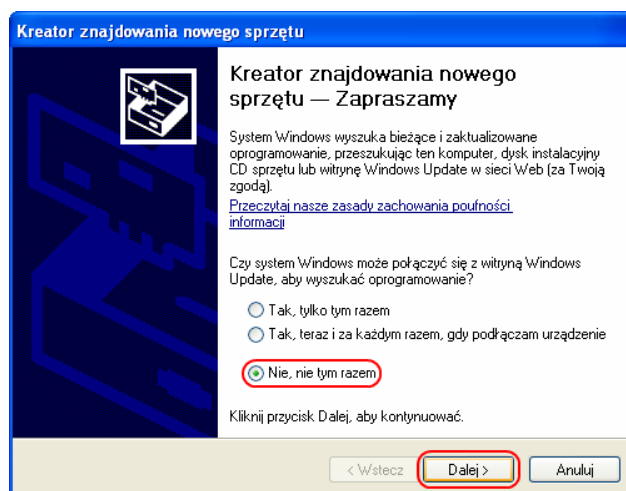 Kreator znajdowania nowego sprzętu
Kreator znajdowania nowego
sprzętu — Zapraszamy
System Windows wyszuka bieżące i zaktualizowane
oprogramowanie, przeszukując ten komputer, dysk instalacyjny
CD sprzętu lub witrynę Windows Update w sieci Web (za Twoją
zgodą).
Przeczytaj nasze zasady zachowania poufności
informacji
Czy system Windows może połączyć się z witryną Windows
Update, aby wyszukać oprogramowanie?
Tak, tylko tym razem
Tak, teraz i za każdym razem, gdy podłączam urządzenie
Nie, nie tym razem
Kliknij przycisk Dalej, aby kontynuować.
< Wstecz Dalej > Anuluj